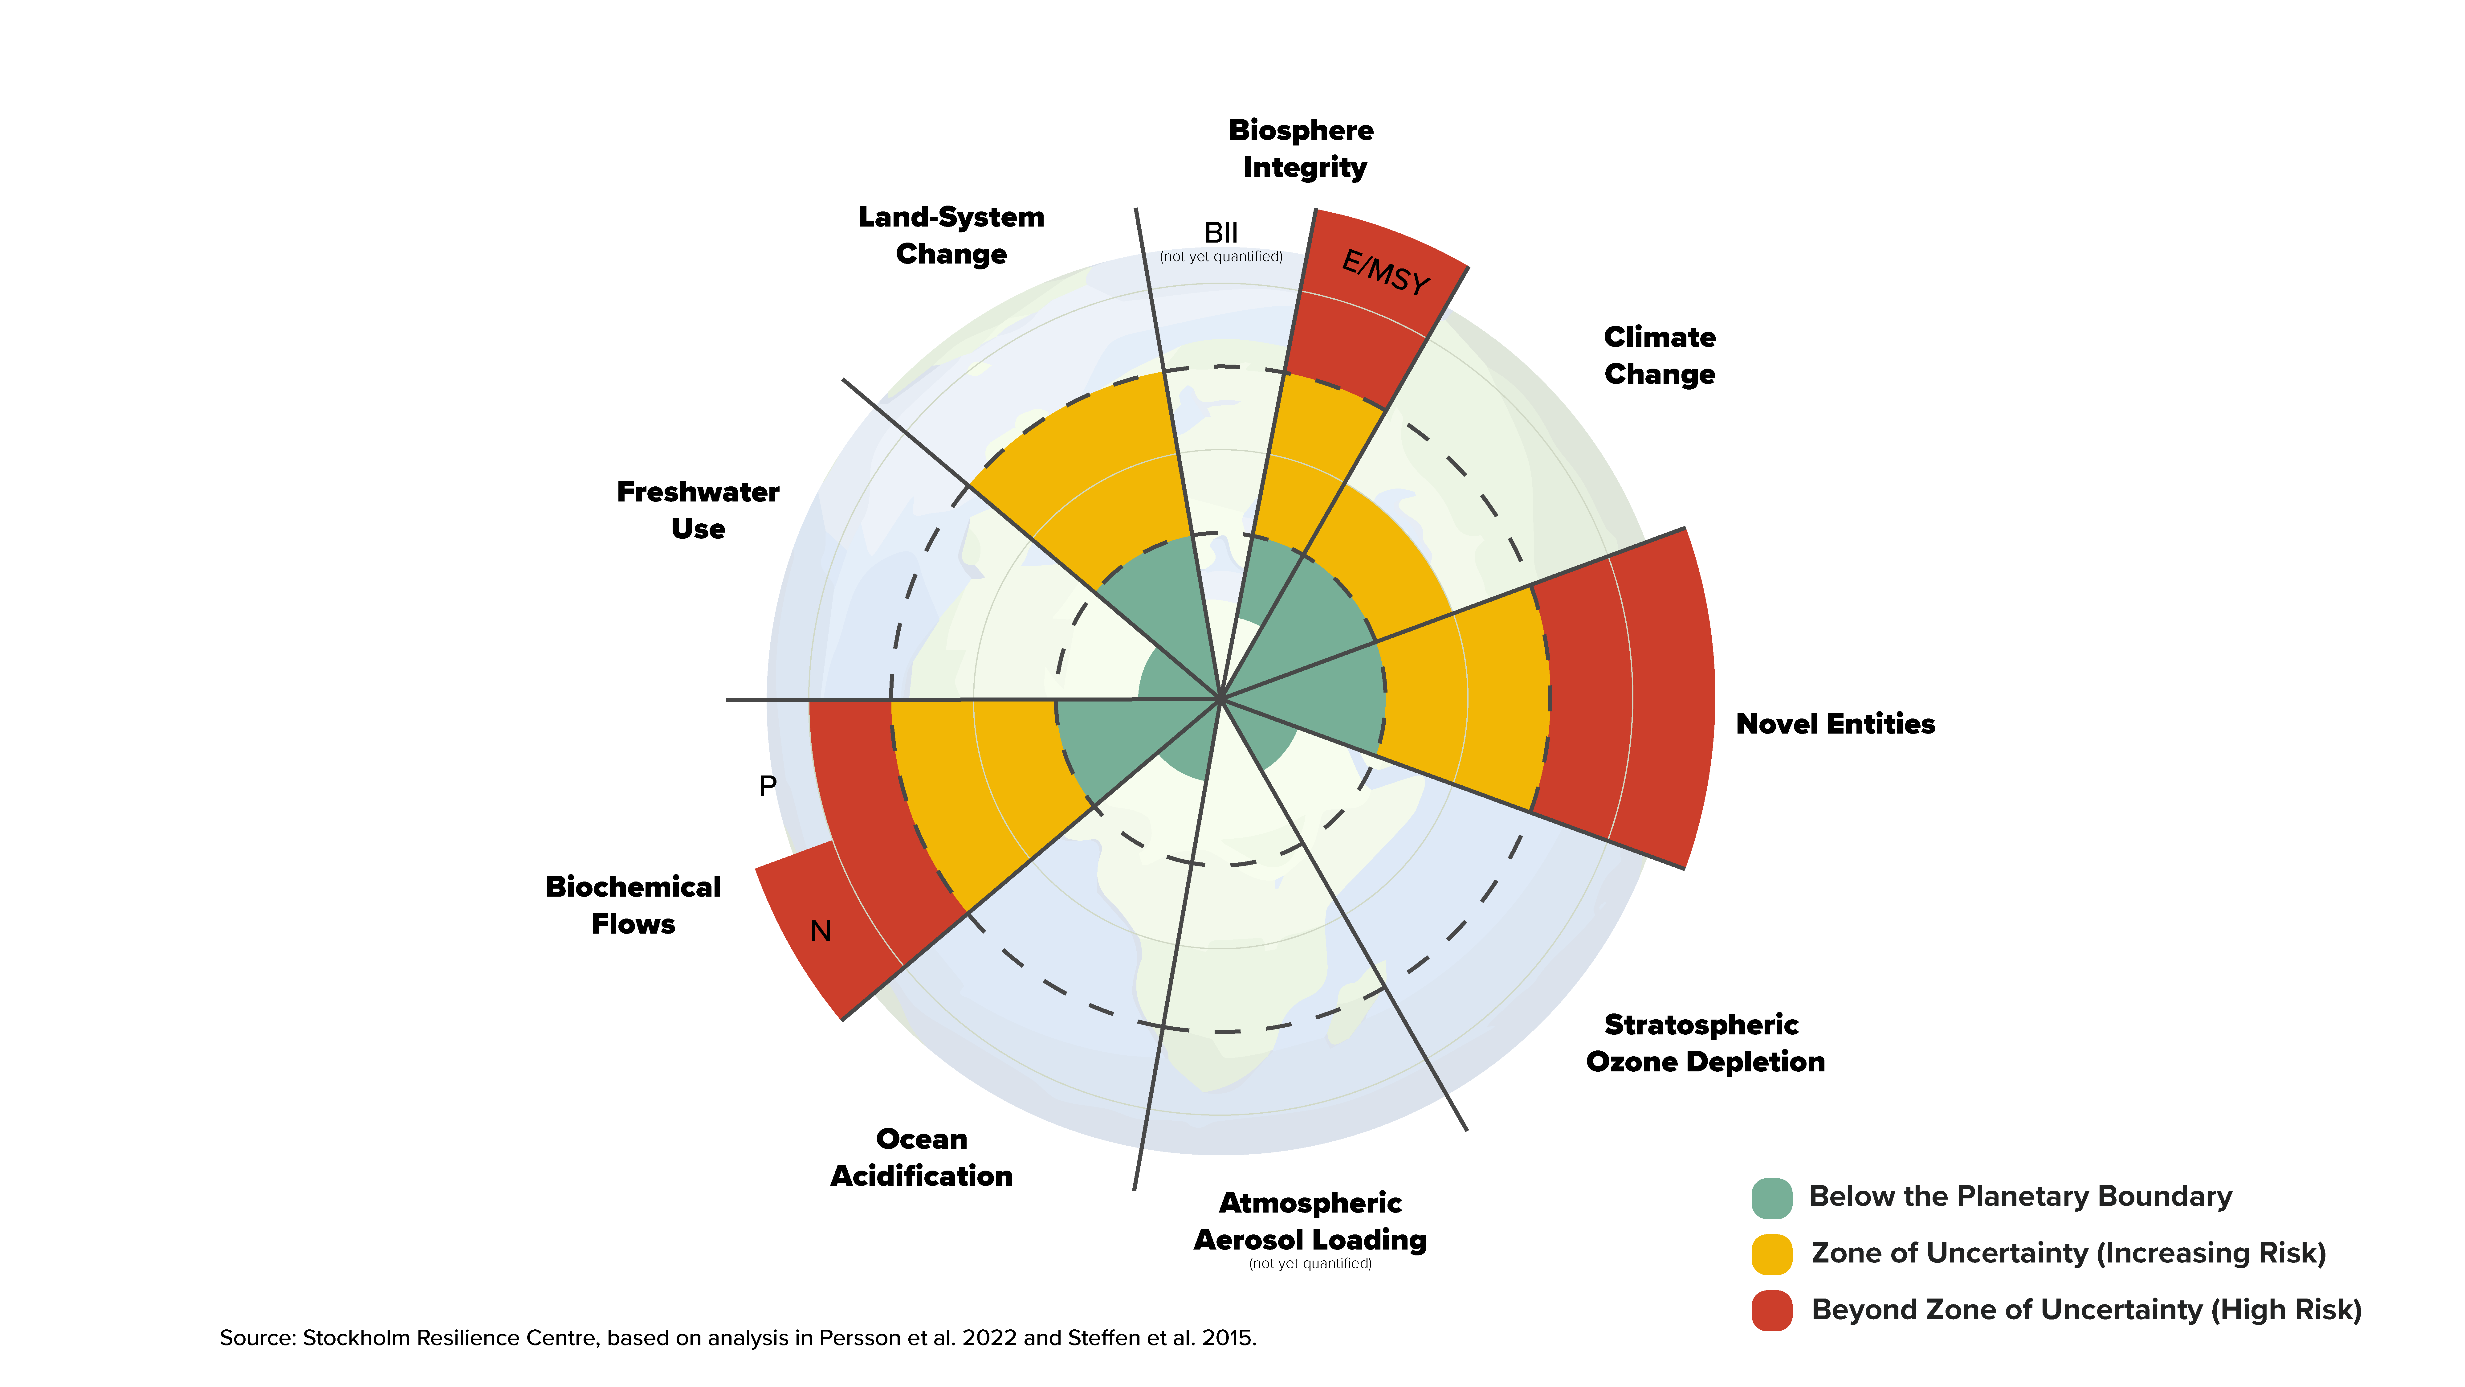 Biosphere
Integrity
Land-System
Change
BII
(not yet quantified)
E/MSY
Climate
Change
Freshwater
Use
Novel Entities
P
Biochemical
Flows
N
Stratospheric
Ozone Depletion
Ocean
Acidification
Atmospheric
Aerosol Loading
(not yet quantified)
Below the Planetary Boundary
Zone of Uncertainty (Increasing Risk)
Beyond Zone of Uncertainty (High Risk)
Source: Stockholm Resilience Centre, based on analysis in Persson et al. 2022 and Steffen et al. 2015.